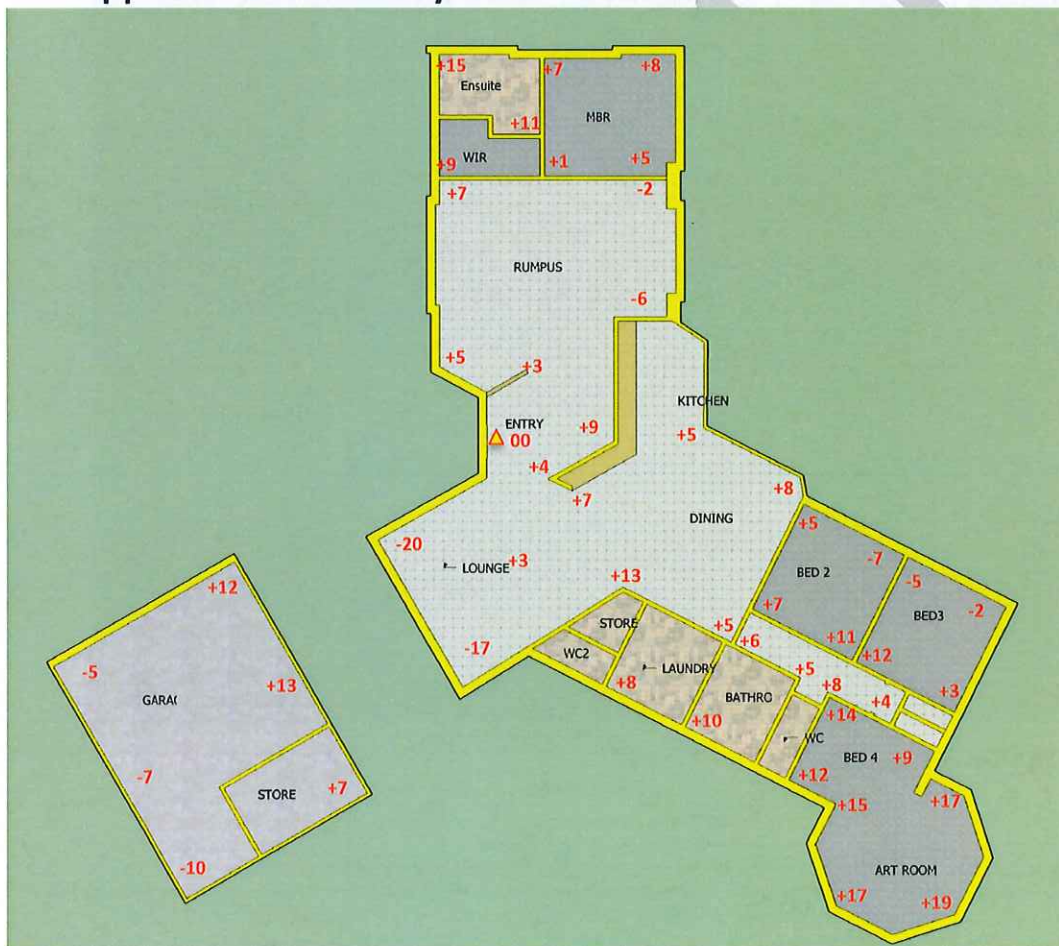 +15
+7
+8
Ensuite
MBR
+11
WIR
+9
+1
+5
+7
-2
RUMPUS
-6
+5
+3
KITCHEN
ENTRY
00
+9
+5
+4
+7
+8
DINING
+5
-20
LOUNGE
+3
-7
-5
BED 2
+12
+13
-2
BED3
STORE
+7
-17
+5
+6
+11
WC2
+12
LAUNDRY
-5
+8
+5
+8
+13
BATHRO
+4
+3
GARAG
+10
+14
WC
BED 4
+9
-7
+12
STORE
+7
+15
+17
-10
ART ROOM
+17
+19